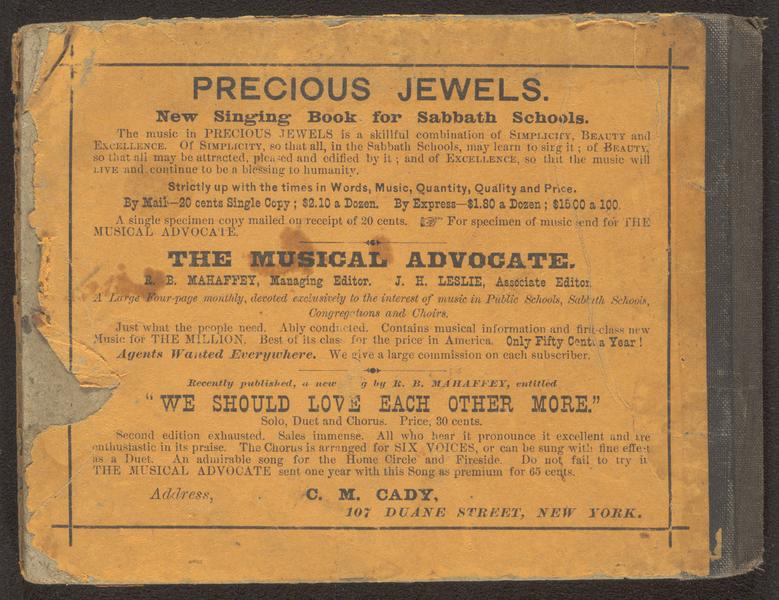 PRECIOUS JEWELS.
New Singing Book for Sabbath Schools.
The music in PRECIOUS JEWELS is a skillful combination of SIMPLICITY, BEAUTY and
EXCELLENCE. Of SIMPLICITY, so that all, in the Sabbath Schools, may learn to sing it; of BEAUTY,
so that all may be attracted, pleased and edified by it; and of EXCELLENCE, so that the music will
LIVE and continue to be a blessing to humanity.
Strictly up with the times in Words, Music, Quantity, Quality and Price.
By Mail—20 cents Single Copy; $2.10 a Dozen. By Express—$1.80 a Dozen; $15.00 a 100.
A single specimen copy mailed on receipt of 20 cents. ☞ For specimen of music send for THE
MUSICAL ADVOCATE.
THE MUSICAL ADVOCATE.
R. B. MAHAFFEY, Managing Editor. J. H. LESLIE, Associate Editor.
A Large Four-page monthly, devoted exclusively to the interest of music in Public Schools, Sabbath Schools,
Congregations and Choirs.
Just what the people need. Ably conducted. Contains musical information and first-class new
Music for THE MILLION. Best of its class for the price in America. Only Fifty Cents a Year!
Agents Wanted Everywhere. We give a large commission on each subscriber.
Recently published, a new g by R. B. MAHAFFEY, entitled
"WE SHOULD LOVE EACH OTHER MORE."
Solo, Duet and Chorus. Price, 30 cents.
Second edition exhausted. Sales immense. All who hear it pronounce it excellent and are
enthusiastic in its praise. The Chorus is arranged for SIX VOICES, or can be sung with fine effect
as a Duet. An admirable song for the Home Circle and Fireside. Do not fail to try it
THE MUSICAL ADVOCATE sent one year with this Song as premium for 65 cents.
Address, C. M. CADY,
107 DUANE STREET, NEW YORK.